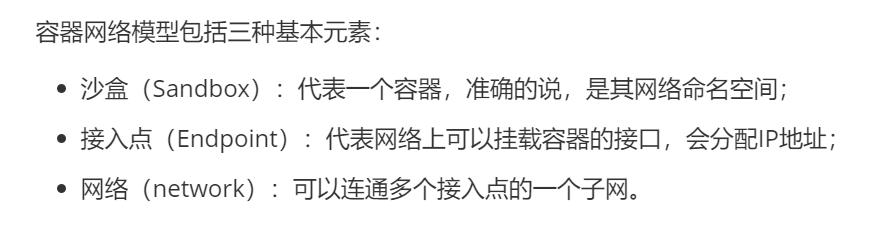 容器网络模型包括三种基本元素：
• 沙盒（Sandbox）：代表一个容器，准确的说，是其网络命名空间；
• 接入点（Endpoint）：代表网络上可以挂载容器的接口，会分配IP地址；
• 网络（network）：可以连通多个接入点的一个子网。